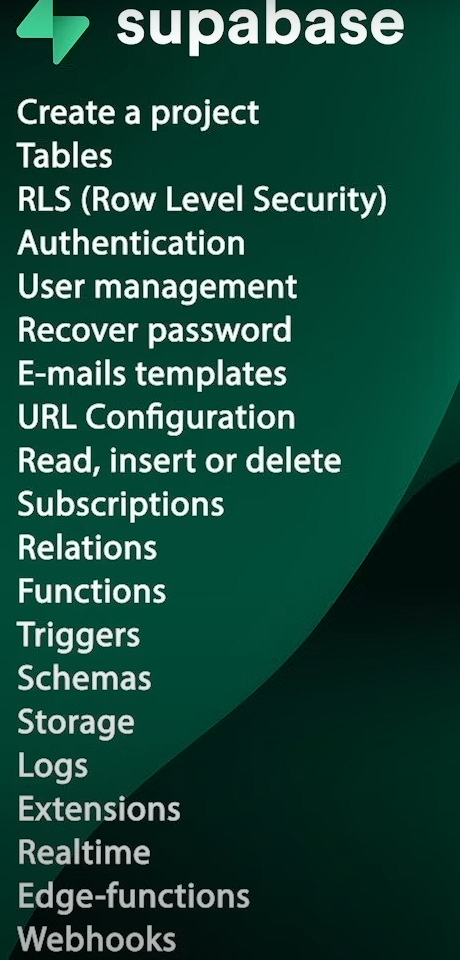 supabase
Create a project
Tables
RLS (Row Level Security)
Authentication
User management
Recover password
E-mails templates
URL Configuration
Read, insert or delete
Subscriptions
Relations
Functions
Triggers
Schemas
Storage
Logs
Extensions
Realtime
Edge-functions
Webhooks